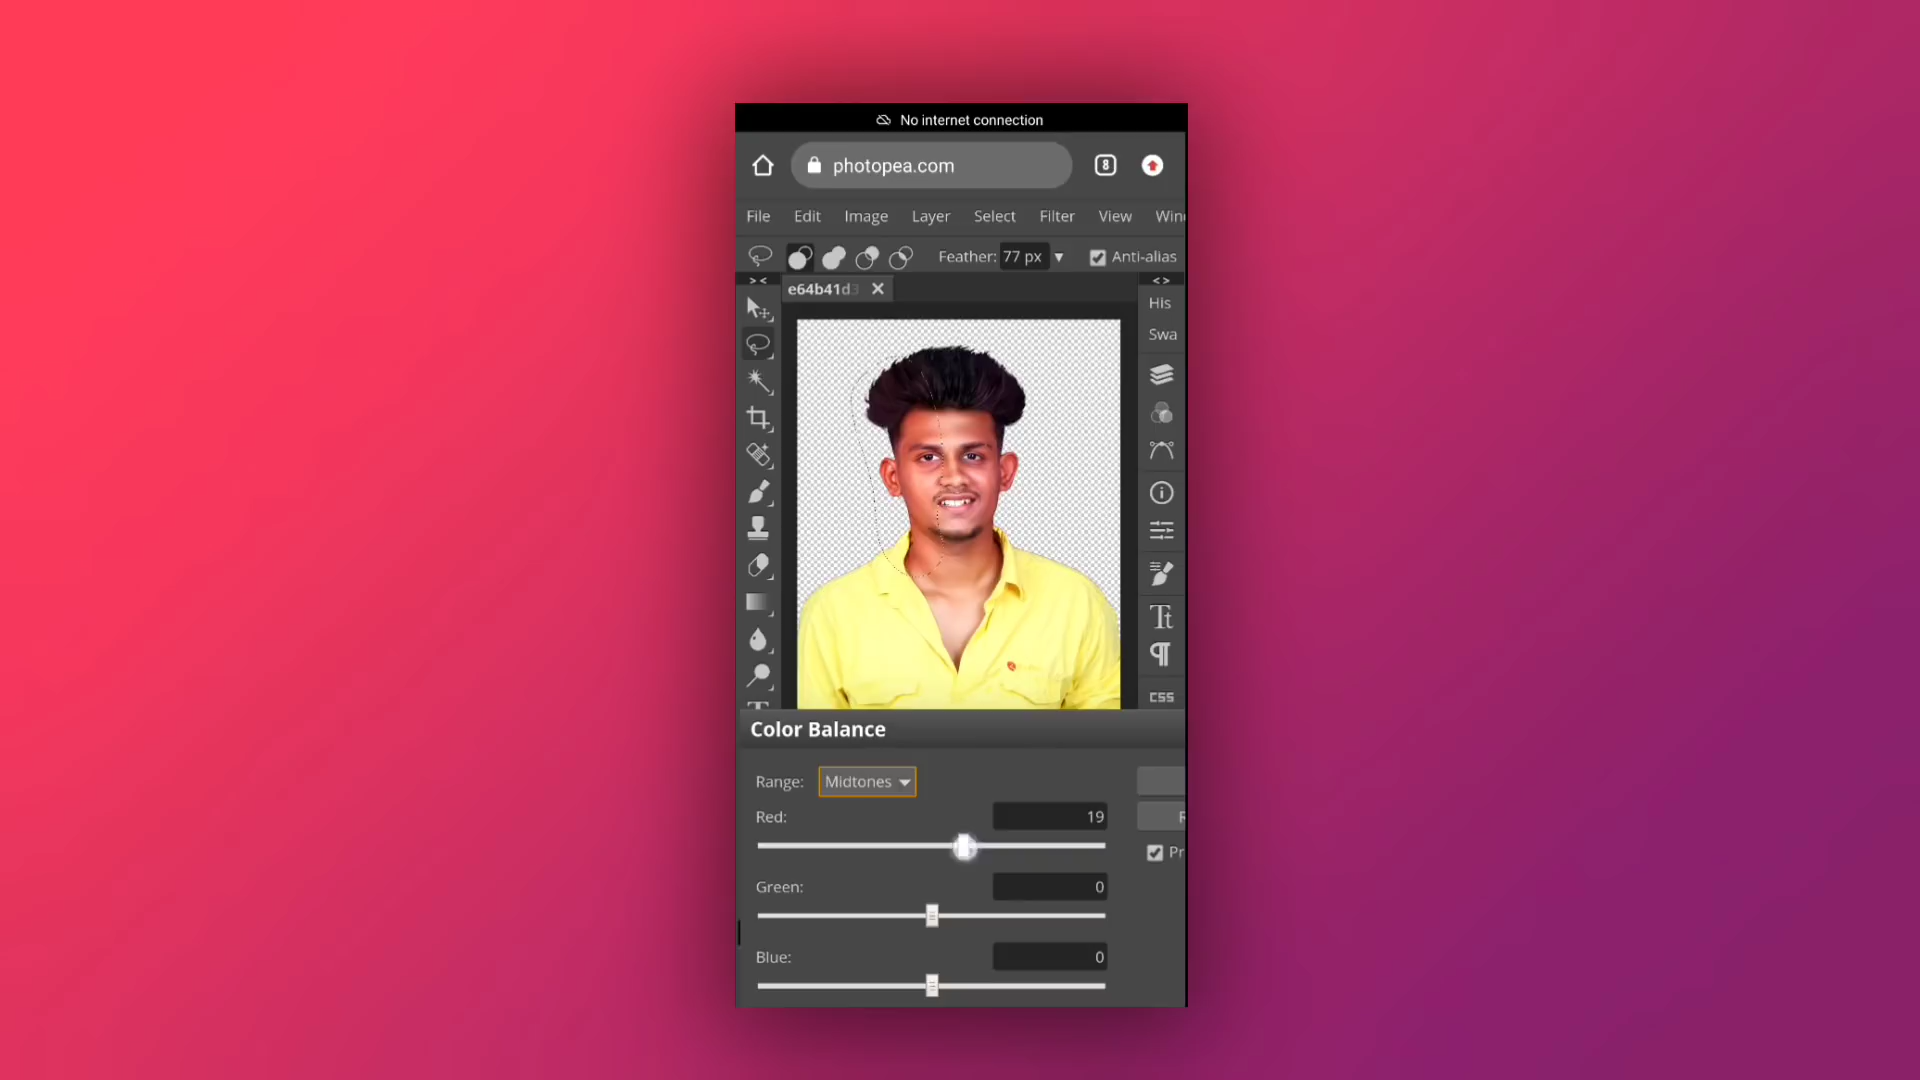 No internet connection
photopea.com
8
File Edit Image Layer Select Filter View Win
Feather: 77 px Anti-alias
> < e64b41d3 < >
His
Swa
CSS
Color Balance
Range: Midtones
Red: 19
R
Pr
Green: 0
Blue: 0